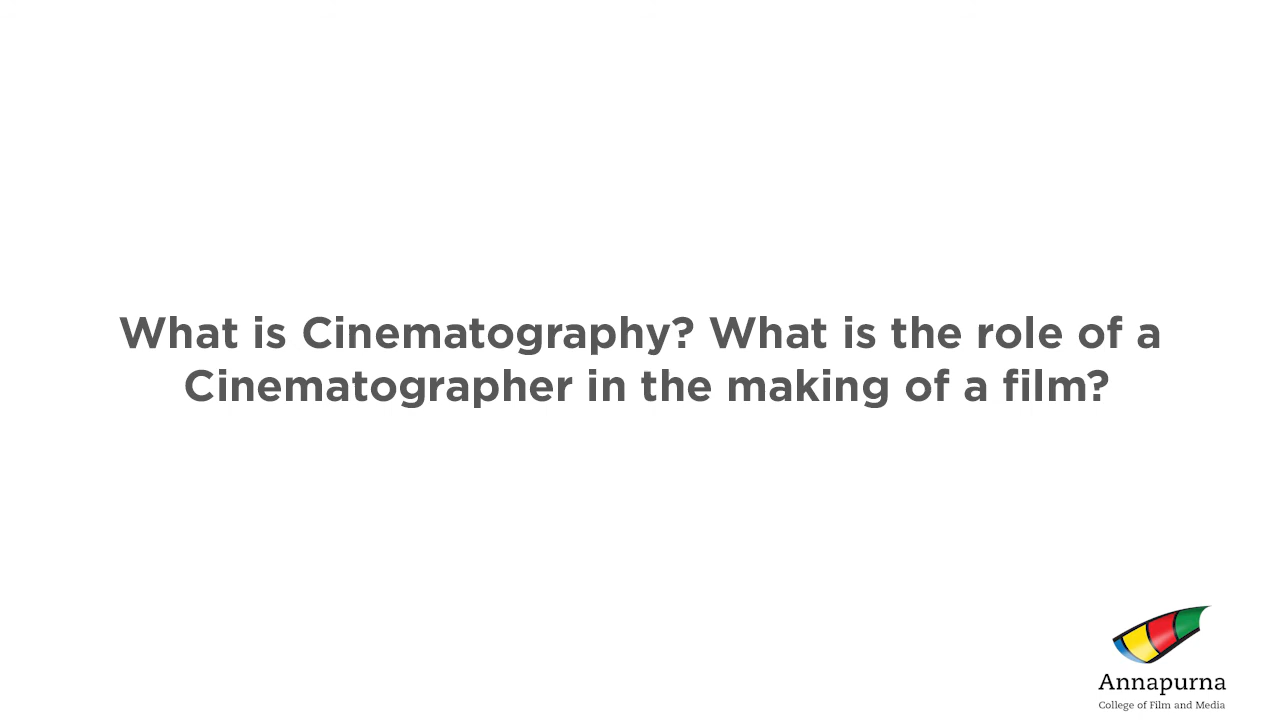 What is Cinematography? What is the role of a
Cinematographer in the making of a film?
Annapurna
College of Film and Media